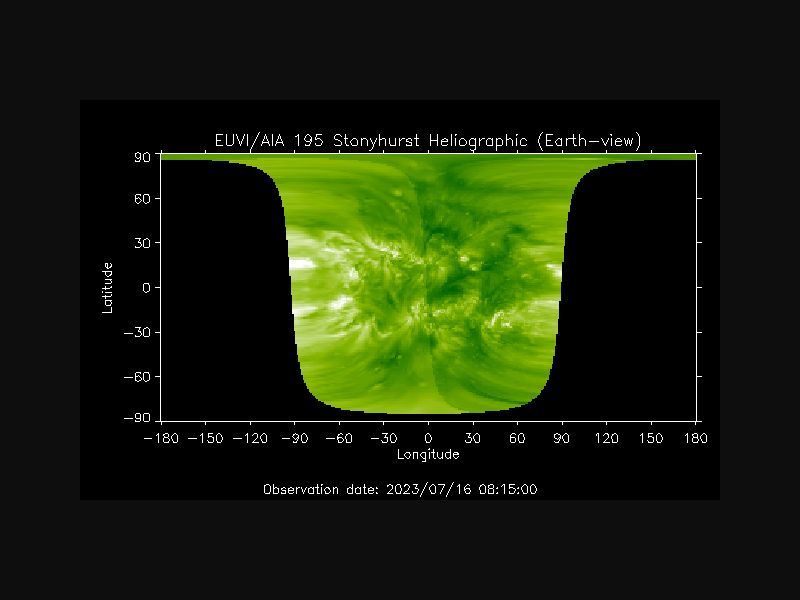 EUVI/AIA 195 Stonyhurst Heliographic (Earth-view)
90
60
30
0
-30
-60
-90
Latitude
-180 -150 -120 -90 -60 -30 0 30 60 90 120 150 180
Longitude
Observation date: 2023/07/16 08:15:00